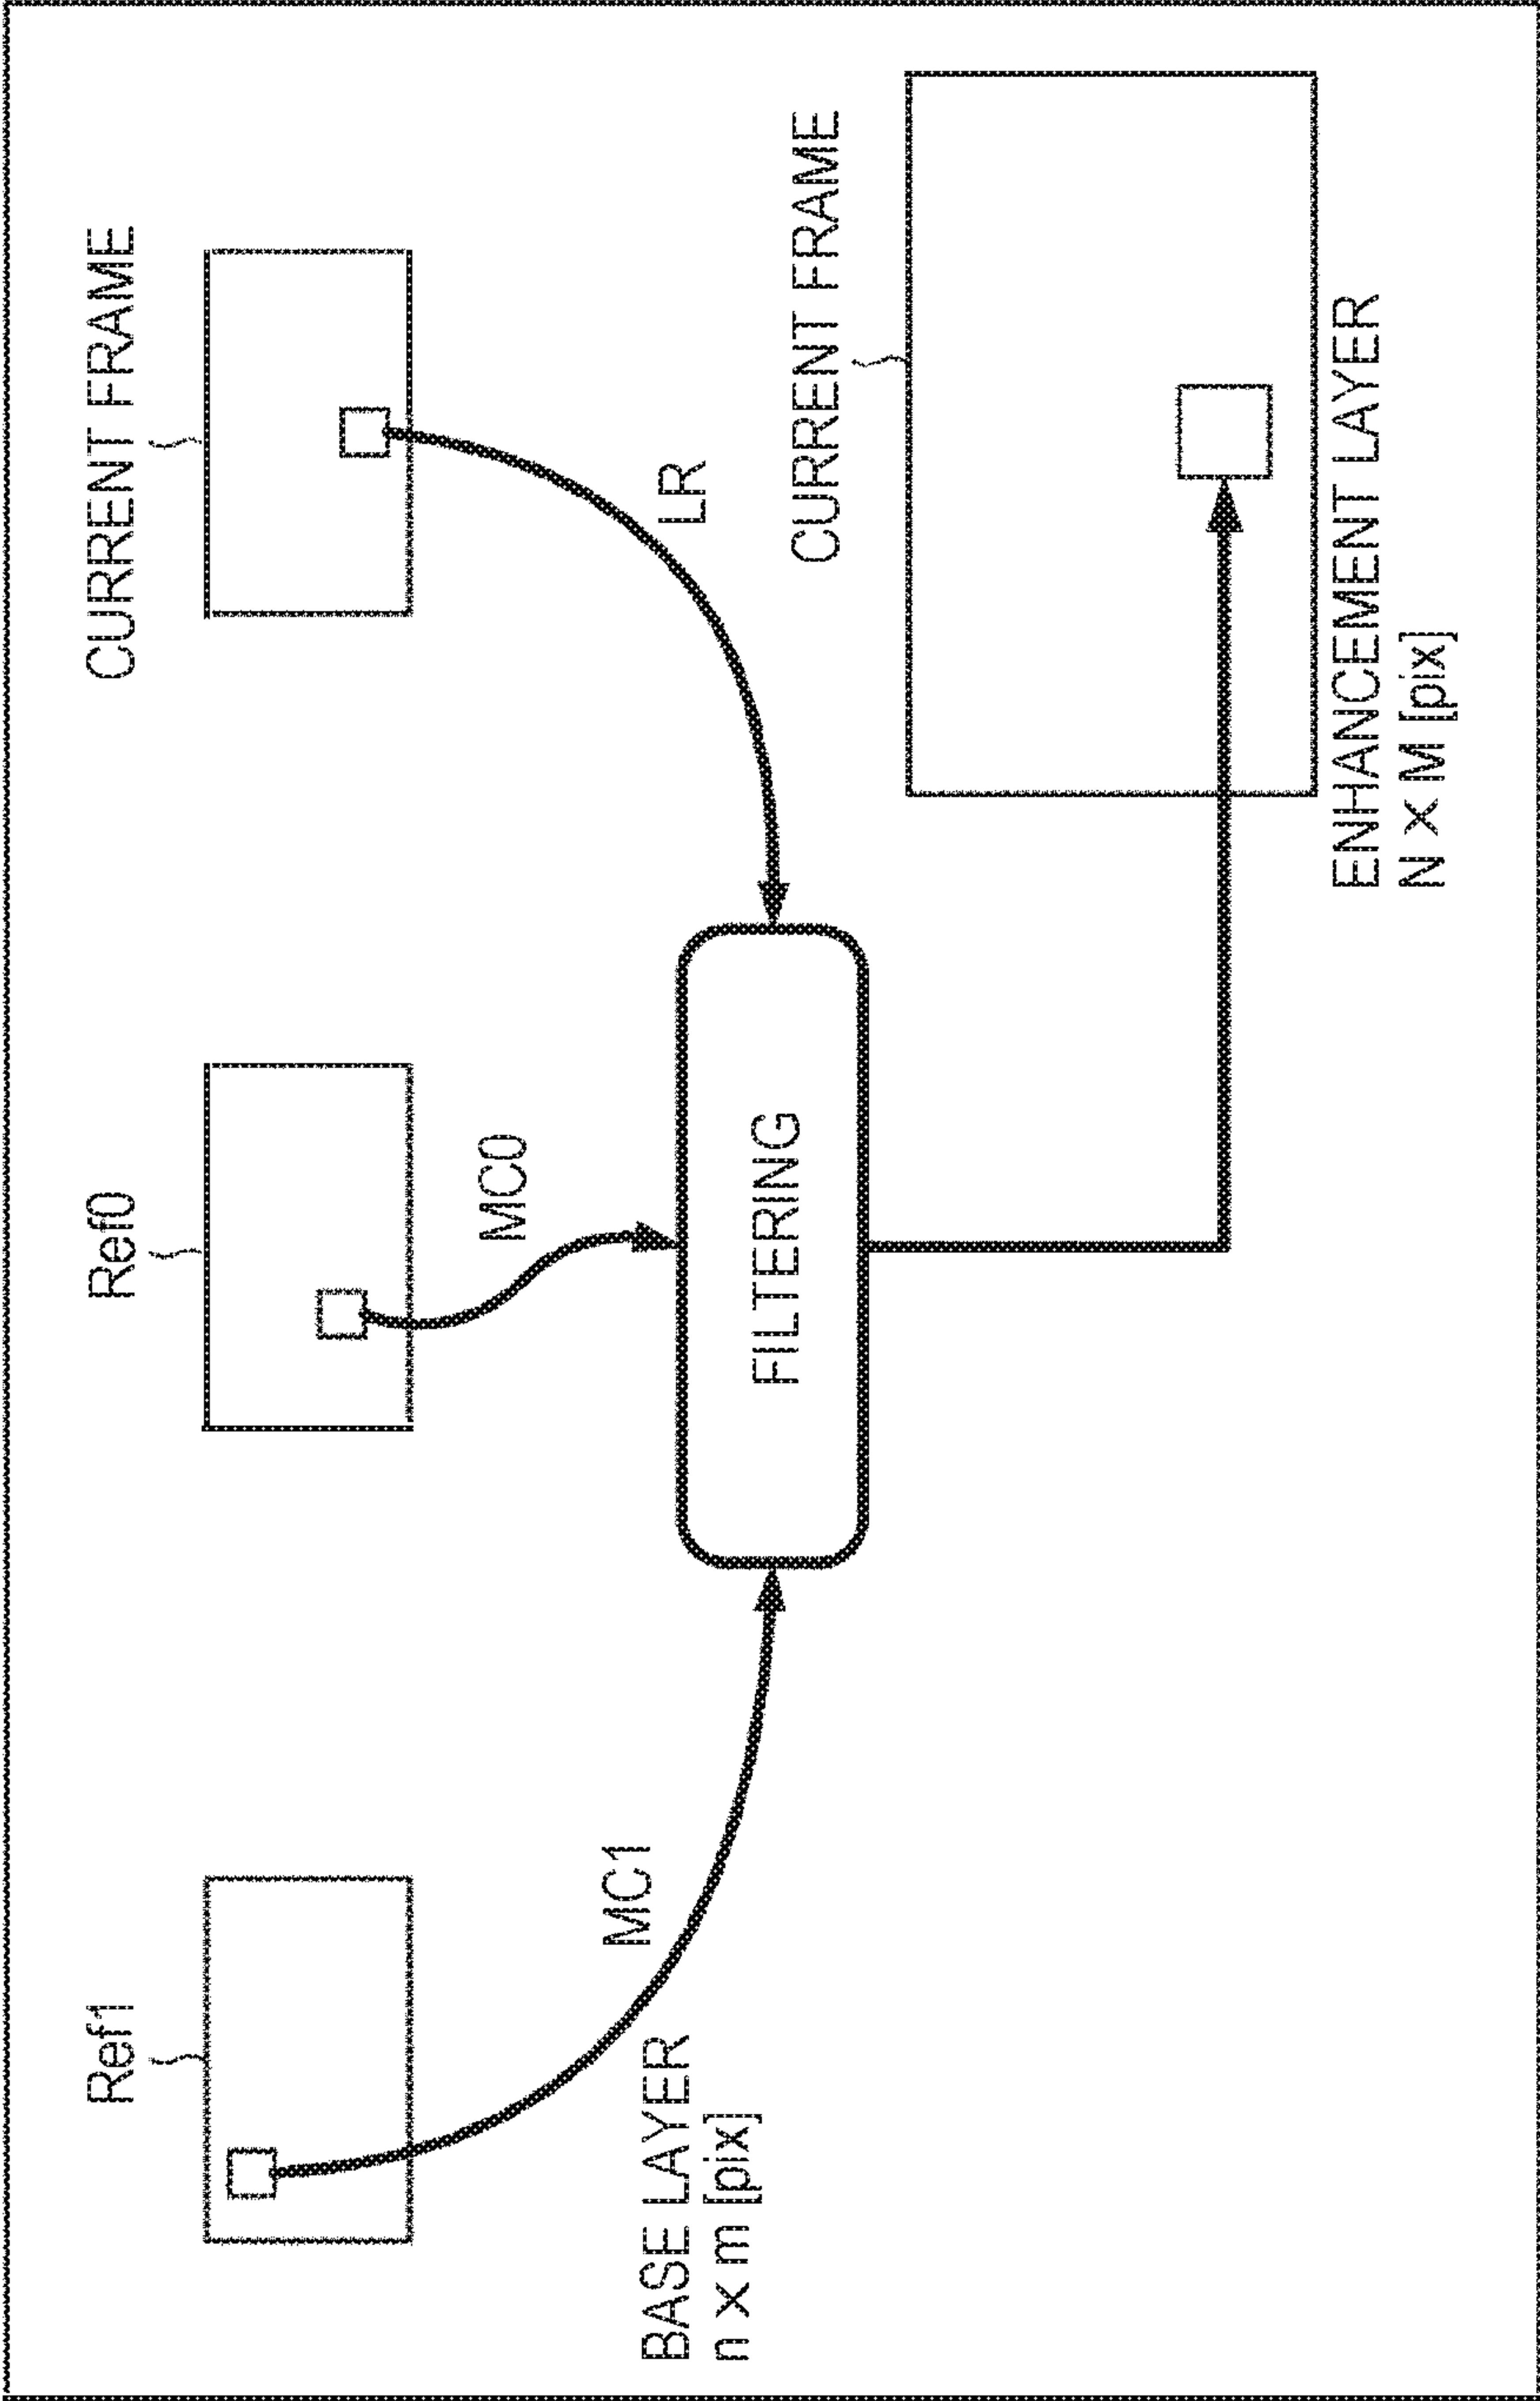 Ref1
Ref0
CURRENT FRAME
MC0
MC1
LR
BASE LAYER
n x m [pix]
FILTERING
CURRENT FRAME
ENHANCEMENT LAYER
N x M [pix]